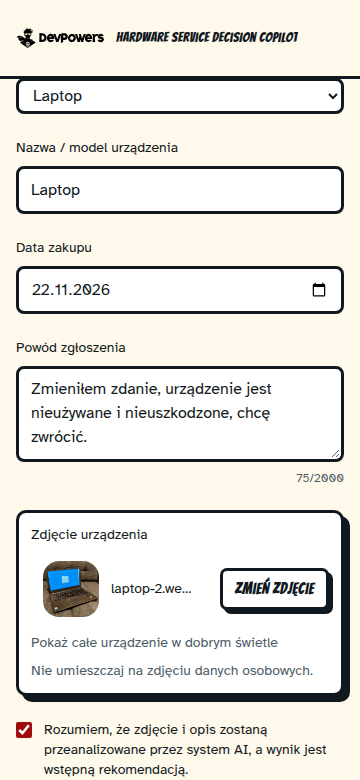 DevPowers HARDWARE SERVICE DECISION COPILOT
Laptop
Nazwa / model urządzenia
Laptop
Data zakupu
22.11.2026
Powód zgłoszenia
Zmieniłem zdanie, urządzenie jest
nieużywane i nieuszkodzone, chcę
zwrócić.
75/2000
Zdjęcie urządzenia
laptop-2.we...
ZMIEŃ ZDJĘCIE
Pokaż całe urządzenie w dobrym świetle
Nie umieszczaj na zdjęciu danych osobowych.
Rozumiem, że zdjęcie i opis zostaną
przeanalizowane przez system AI, a wynik jest
wstępną rekomendacją.